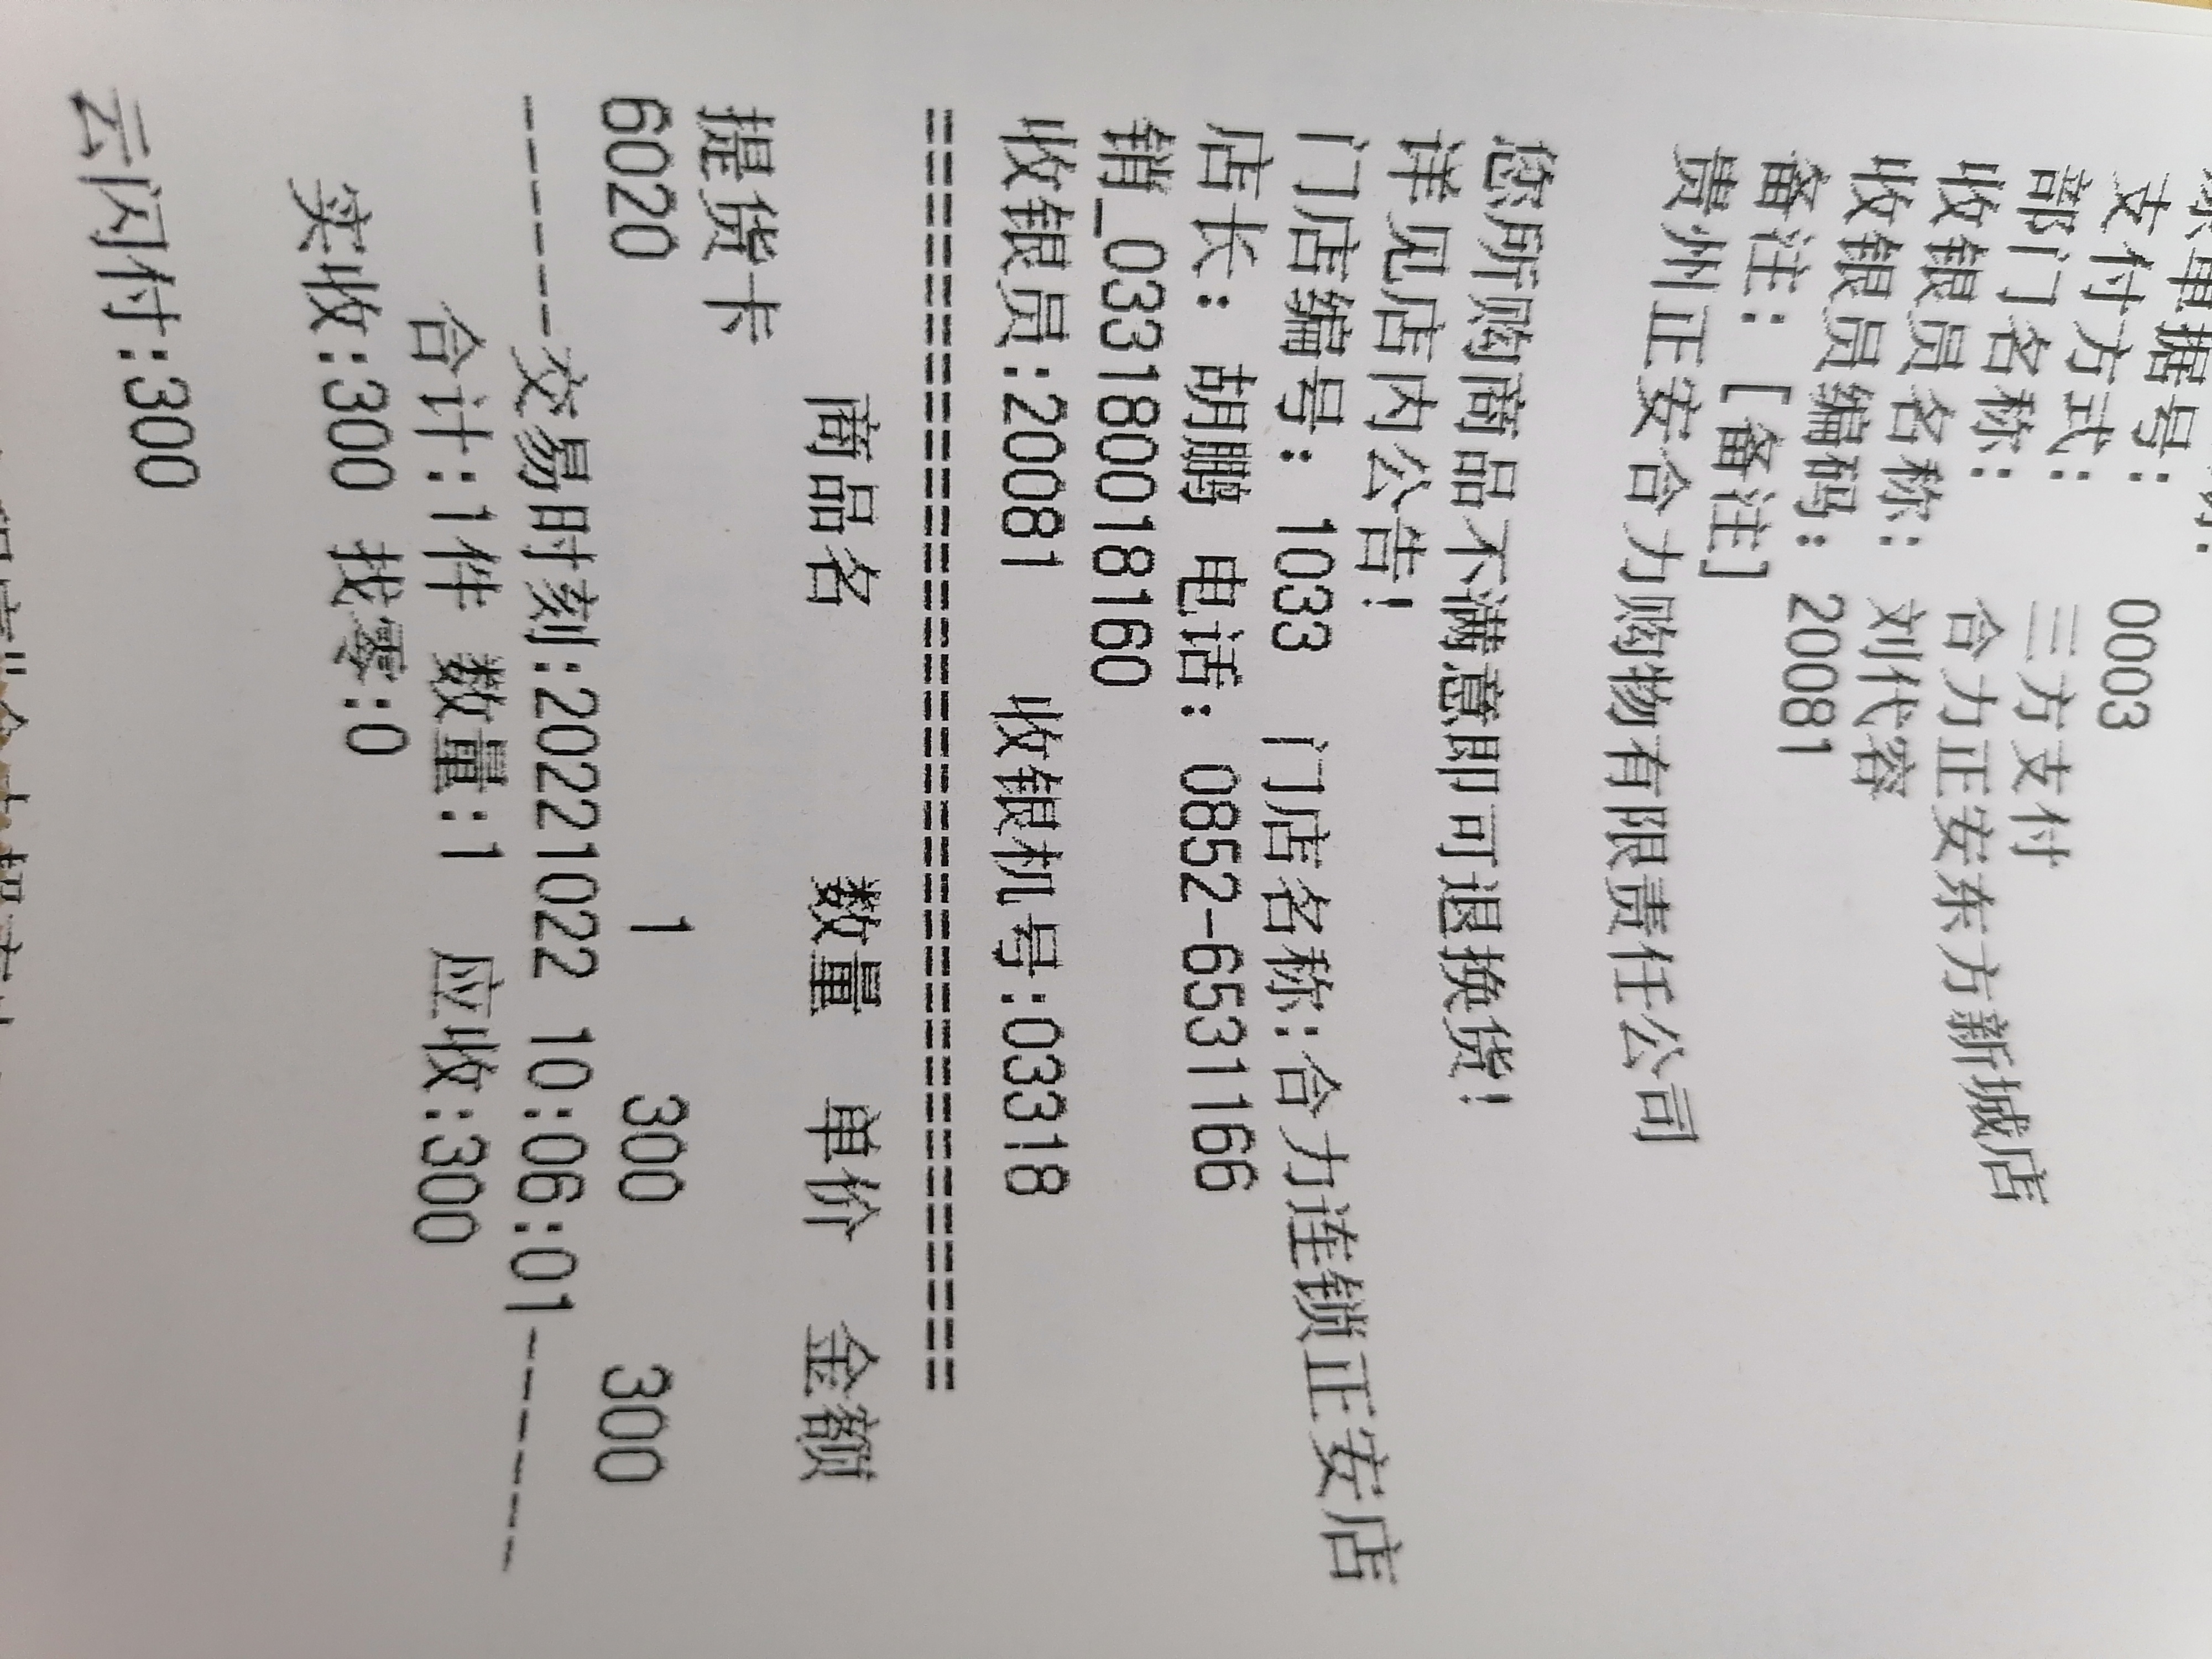 原单据号： 0003
支付方式： 三方支付
部门名称： 合力正安东方新城店
收银员名称： 刘代容
收银员编码： 20081
备注：[备注]
贵州正安合力购物有限责任公司
您所购商品不满意即可退换货！
详见店内公告！
门店编号：1033 门店名称：合力连锁正安店
店长：胡鹏 电话：0852-6531166
销_0331800018160
收银员:20081 收银机号:03318
================================
商品名 数量 单价 金额
提货卡
6020 1 300 300
------交易时刻:20221022 10:06:01------
合计:1件 数量:1 应收:300
实收:300 找零:0
云闪付:300